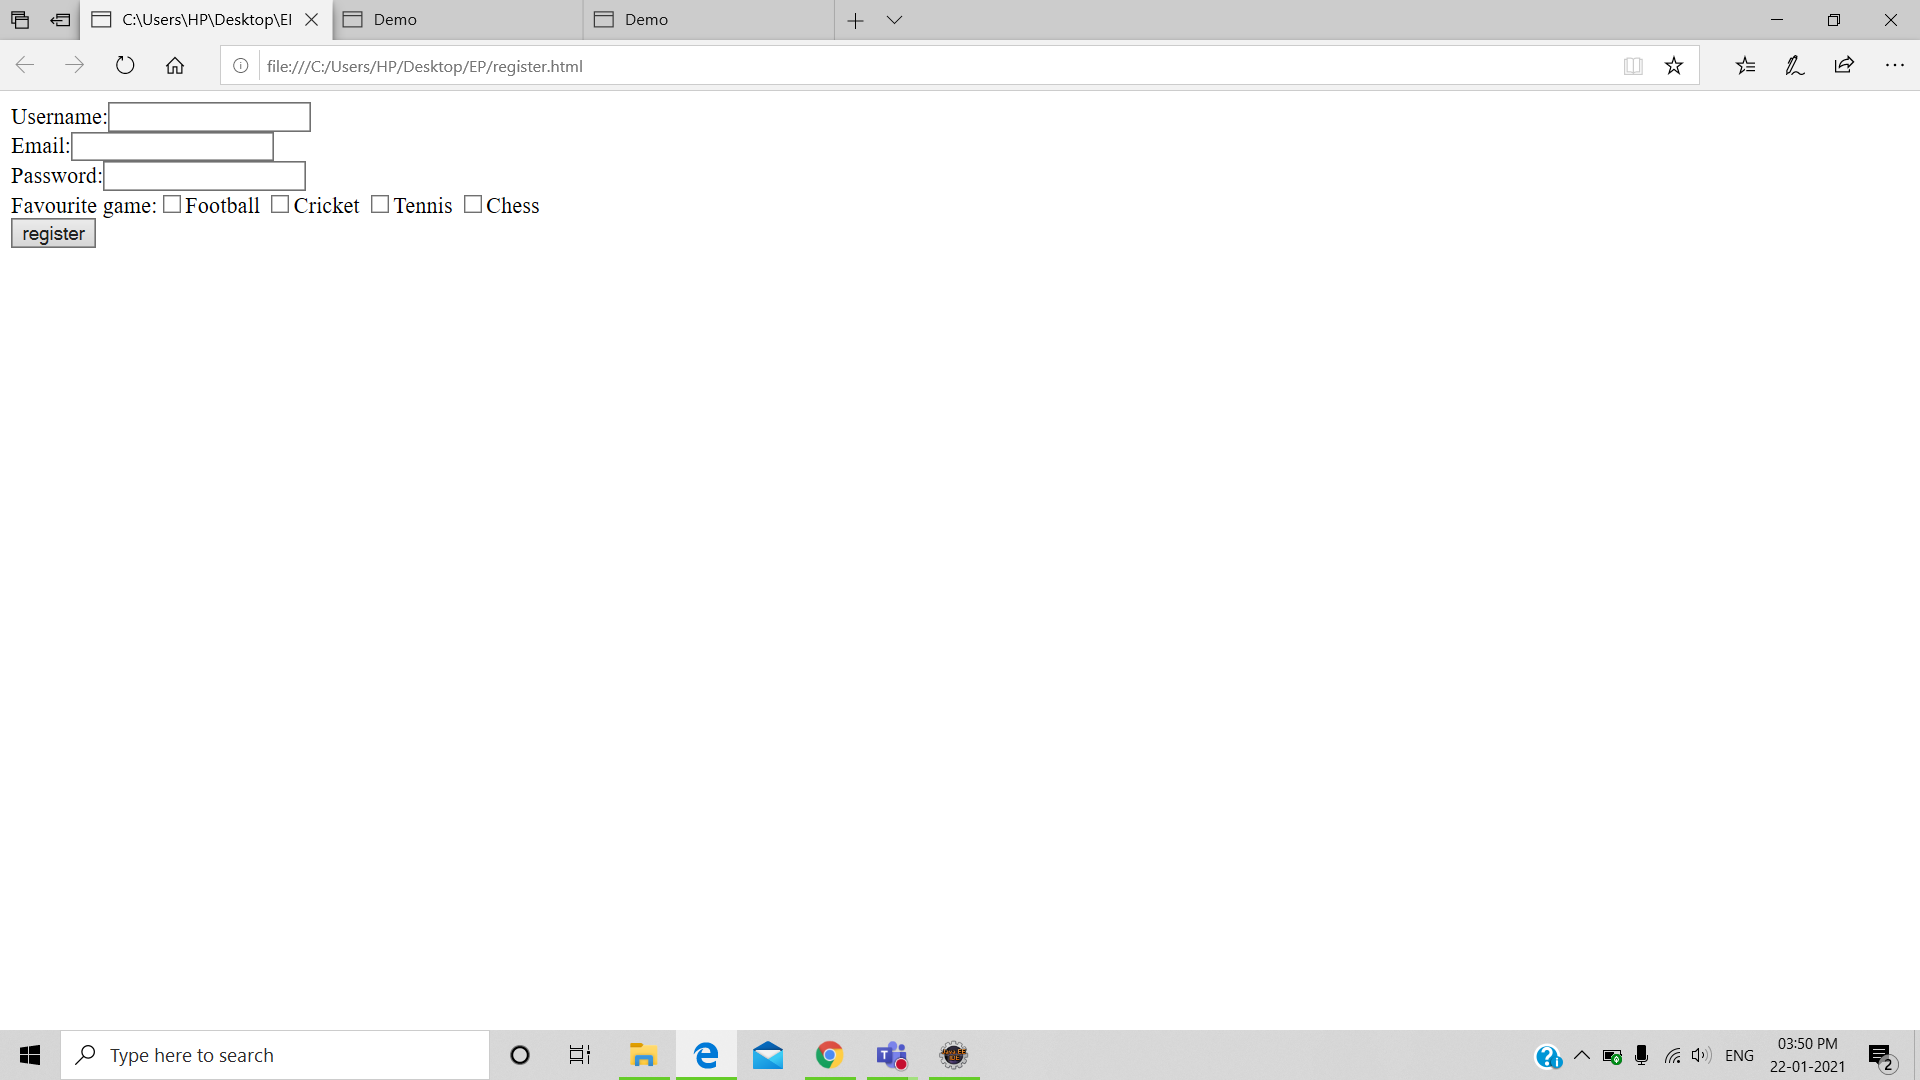 C:\Users\HP\Desktop\EI
Demo
Demo
file:///C:/Users/HP/Desktop/EP/register.html
Username:
Email:
Password:
Favourite game: Football Cricket Tennis Chess
register
Type here to search
ENG
03:50 PM
22-01-2021
2